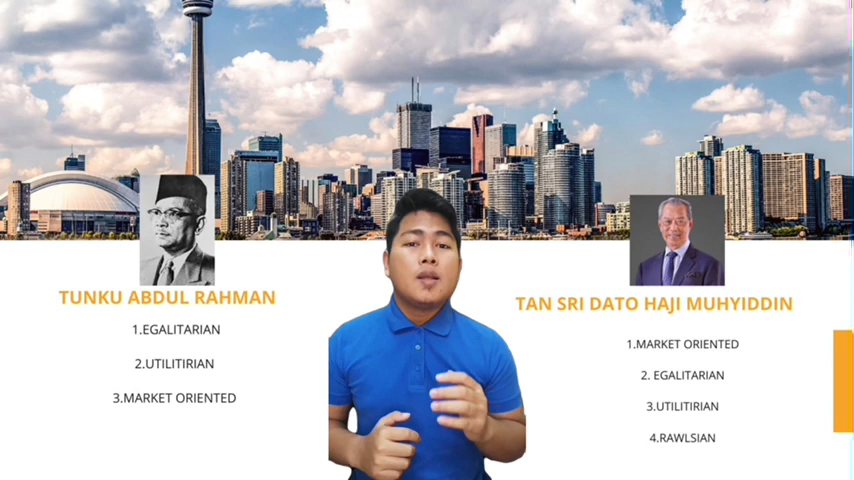 TUNKU ABDUL RAHMAN
1.EGALITARIAN
2.UTILITIRIAN
3.MARKET ORIENTED
TAN SRI DATO HAJI MUHYIDDIN
1.MARKET ORIENTED
2. EGALITARIAN
3.UTILITIRIAN
4.RAWLSIAN